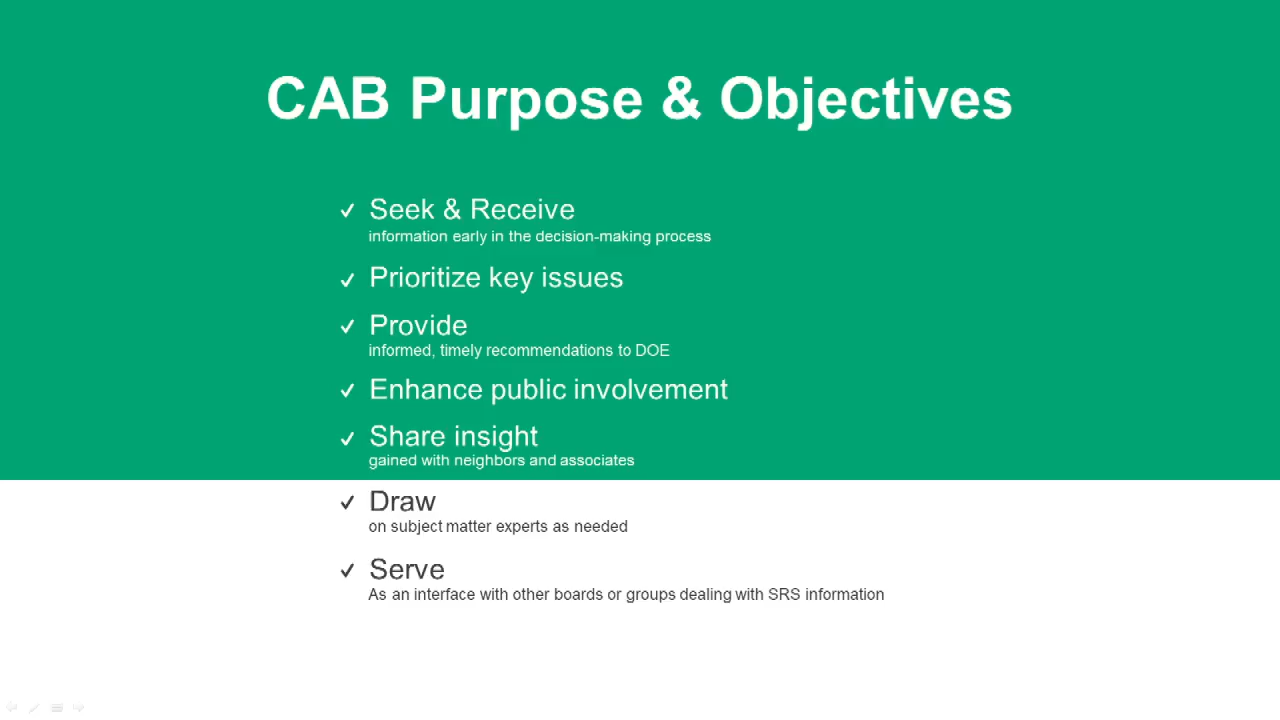 CAB Purpose & Objectives
✓ Seek & Receive
information early in the decision-making process
✓ Prioritize key issues
✓ Provide
informed, timely recommendations to DOE
✓ Enhance public involvement
✓ Share insight
gained with neighbors and associates
✓ Draw
on subject matter experts as needed
✓ Serve
As an interface with other boards or groups dealing with SRS information